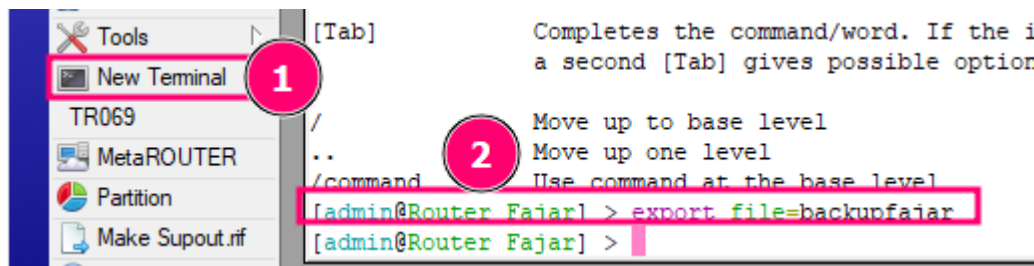 Tools
New Terminal
1
TR069
MetaROUTER
Partition
Make Supout.rif
[Tab] Completes the command/word. If the i
a second [Tab] gives possible option
/ Move up to base level
.. Move up one level
2
/command Use command at the base level
[admin@Router Fajar] > export file=backupfajar
[admin@Router Fajar] >